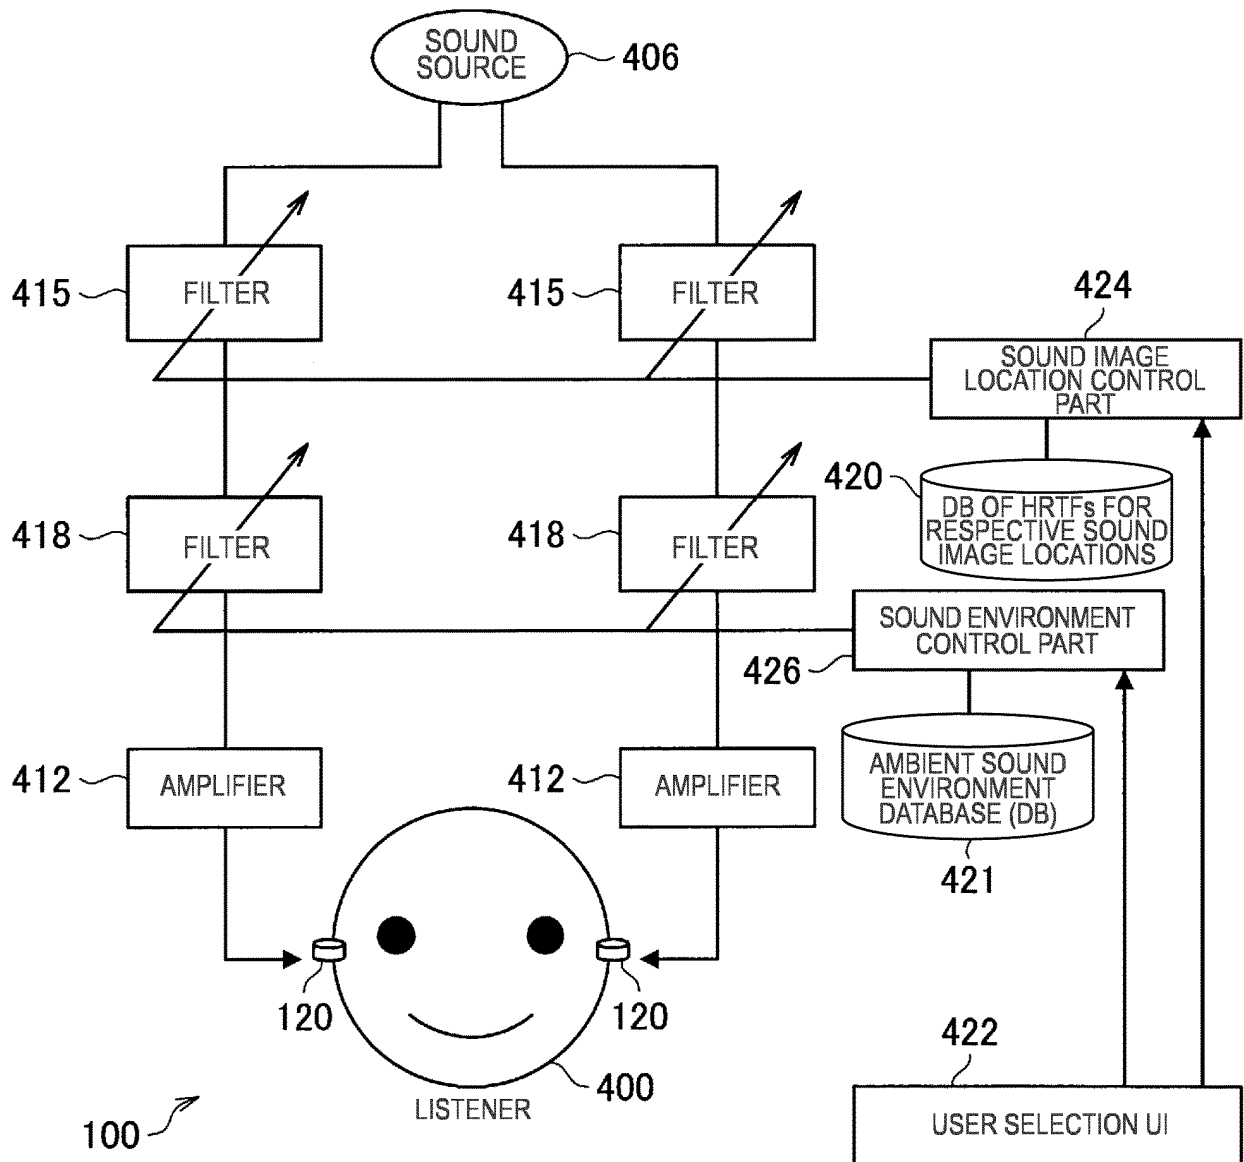 SOUND
SOURCE
406
415
FILTER
415
FILTER
424
SOUND IMAGE
LOCATION CONTROL
PART
418
FILTER
418
FILTER
420
DB OF HRTFs FOR
RESPECTIVE SOUND
IMAGE LOCATIONS
SOUND ENVIRONMENT
CONTROL PART
426
412
AMPLIFIER
412
AMPLIFIER
AMBIENT SOUND
ENVIRONMENT
DATABASE (DB)
421
120
120
400
LISTENER
422
USER SELECTION UI
100